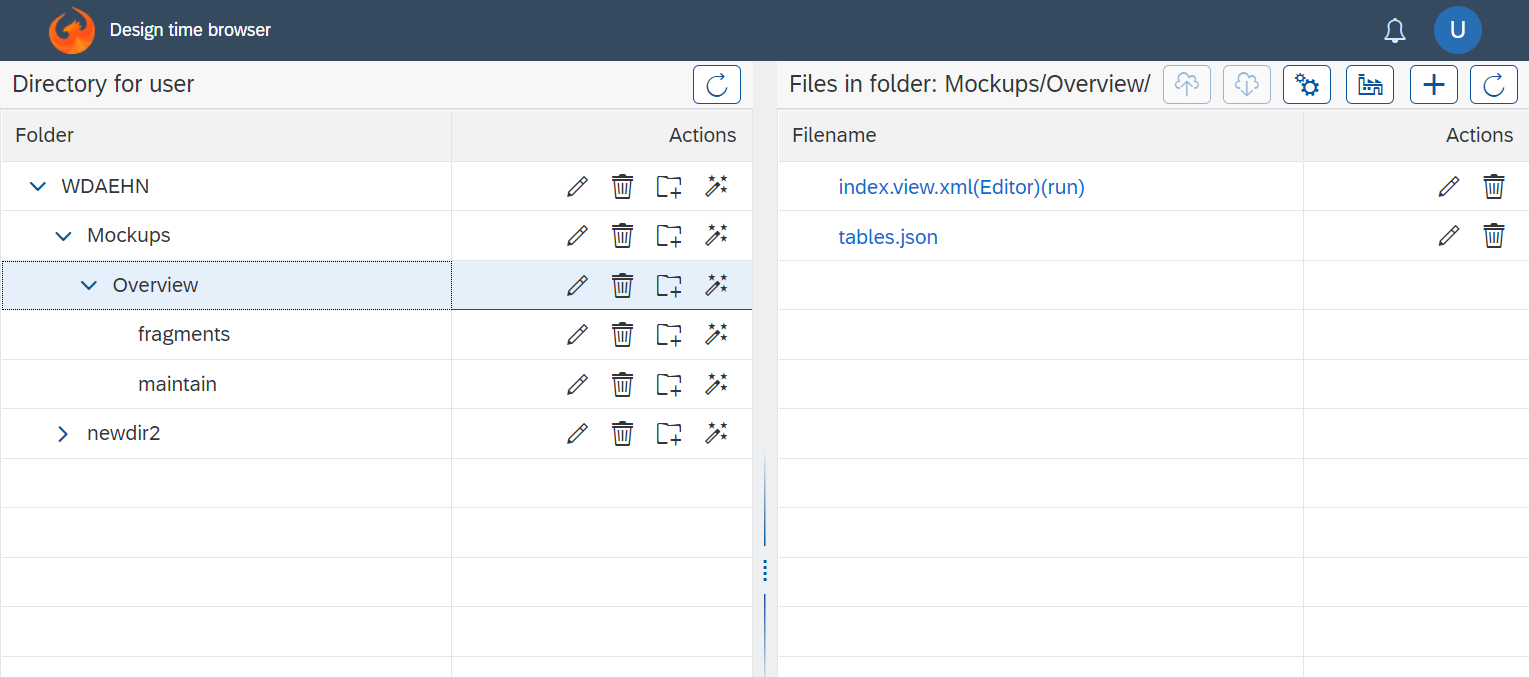 Design time browser
U
Directory for user
Files in folder: Mockups/Overview/
Folder
Actions
Filename
Actions
WDAEHN
index.view.xml(Editor)(run)
Mockups
tables.json
Overview
fragments
maintain
newdir2